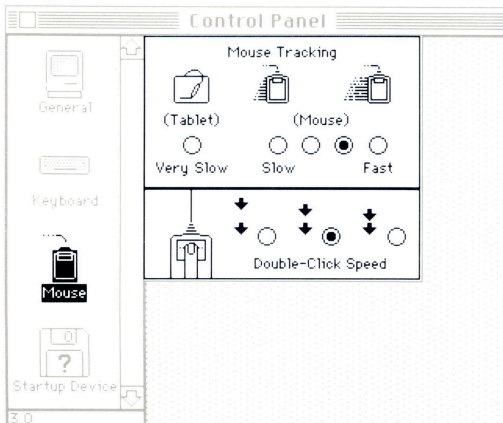 Control Panel
Mouse Tracking
General
(Tablet)
(Mouse)
Very Slow
Slow
Fast
Keyboard
Double-Click Speed
Mouse
?
Startup Device
3.0